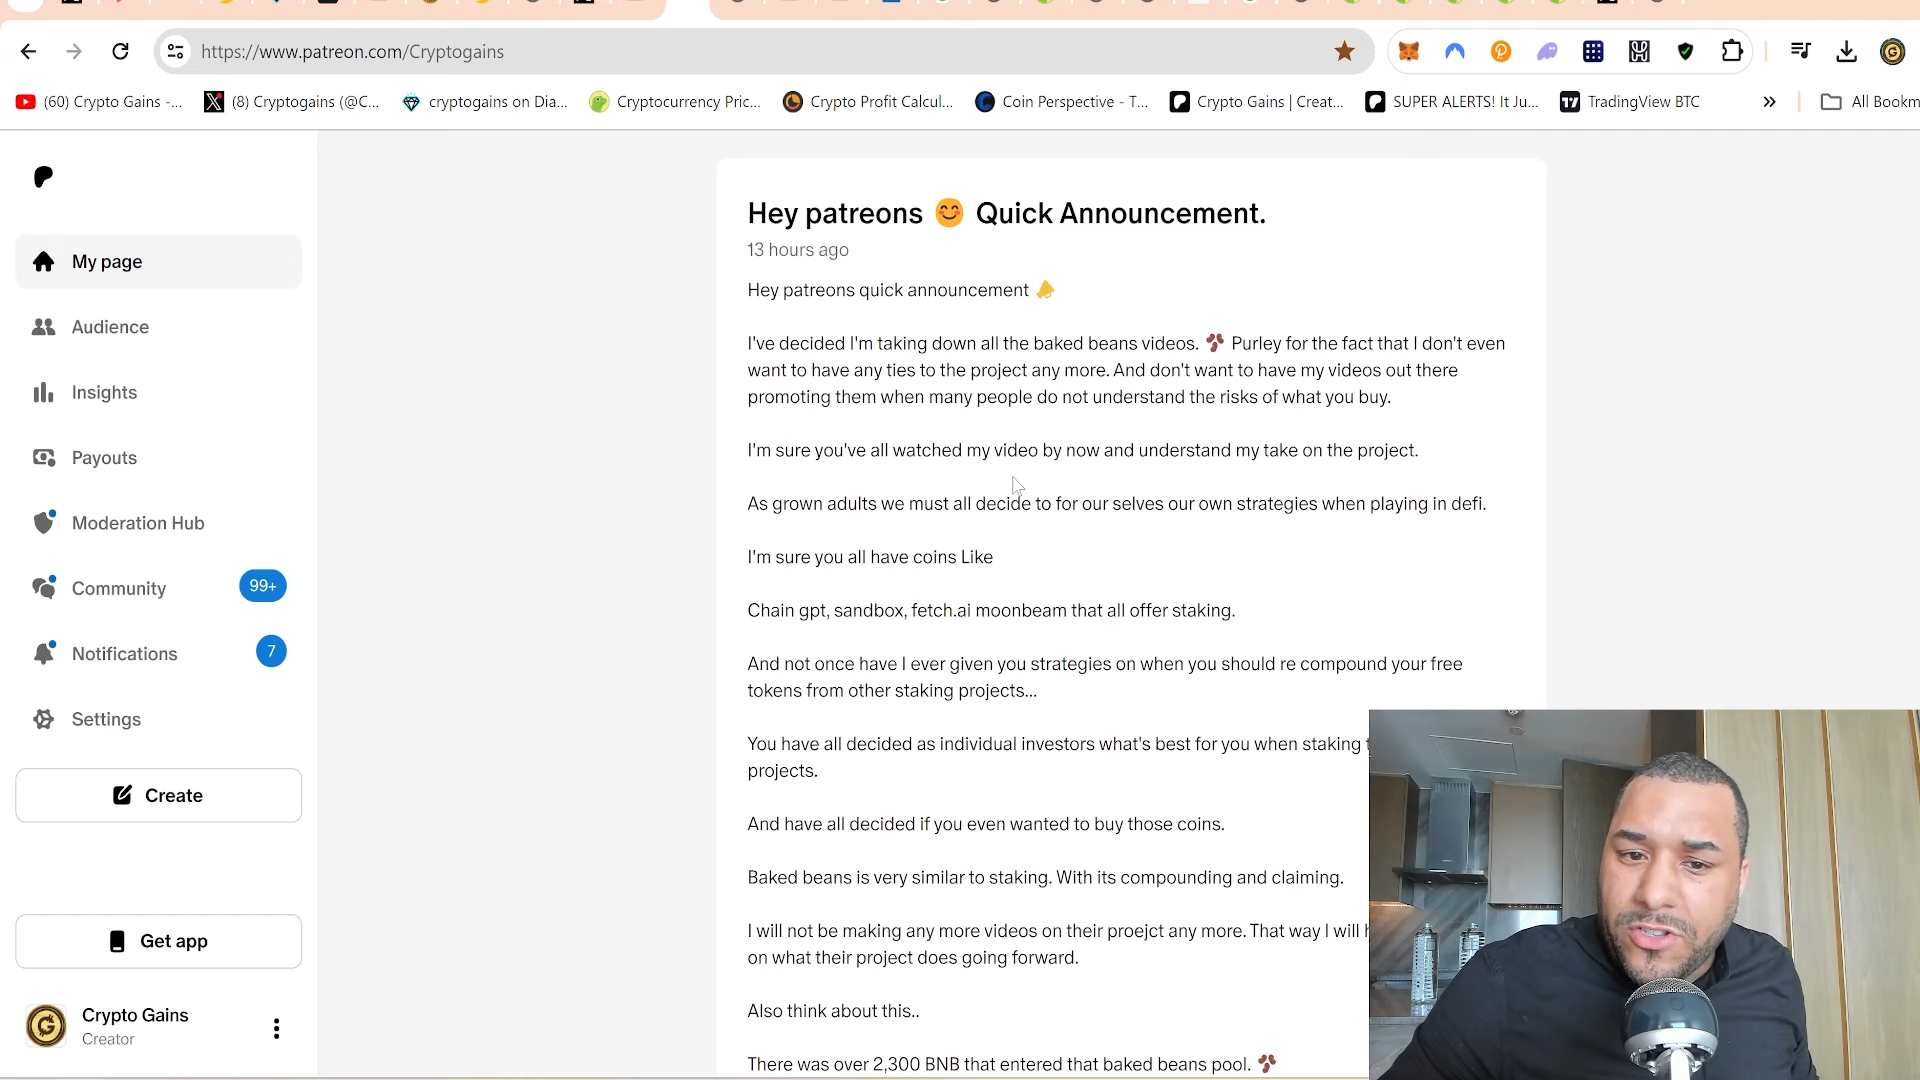 https://www.patreon.com/Cryptogains
(60) Crypto Gains -...
(8) Cryptogains (@C...
cryptogains on Dia...
Cryptocurrency Pric...
Crypto Profit Calcul...
Coin Perspective - T...
Crypto Gains | Creat...
SUPER ALERTS! It Ju...
TradingView BTC
All Bookm
My page
Audience
Insights
Payouts
Moderation Hub
Community
99+
Notifications
7
Settings
Create
Get app
Crypto Gains
Creator
Hey patreons 😊 Quick Announcement.
13 hours ago
Hey patreons quick announcement 📣
I've decided I'm taking down all the baked beans videos. 🫘 Purley for the fact that I don't even
want to have any ties to the project any more. And don't want to have my videos out there
promoting them when many people do not understand the risks of what you buy.
I'm sure you've all watched my video by now and understand my take on the project.
As grown adults we must all decide to for our selves our own strategies when playing in defi.
I'm sure you all have coins Like
Chain gpt, sandbox, fetch.ai moonbeam that all offer staking.
And not once have I ever given you strategies on when you should re compound your free
tokens from other staking projects...
You have all decided as individual investors what's best for you when staking
projects.
And have all decided if you even wanted to buy those coins.
Baked beans is very similar to staking. With its compounding and claiming.
I will not be making any more videos on their proejct any more. That way I will
on what their project does going forward.
Also think about this..
There was over 2,300 BNB that entered that baked beans pool. 🫘